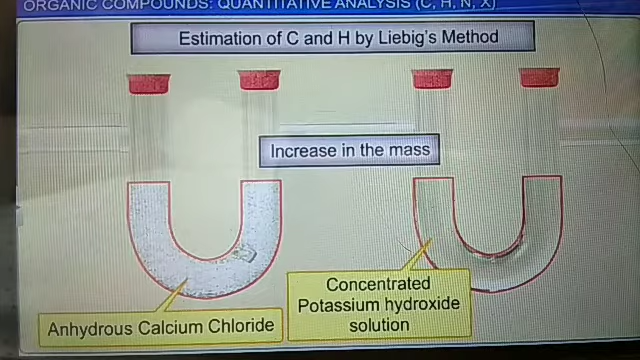 ORGANIC COMPOUNDS: QUANTITATIVE ANALYSIS (C, H, N, X)
Estimation of C and H by Liebig's Method
Increase in the mass
Concentrated
Potassium hydroxide
solution
Anhydrous Calcium Chloride